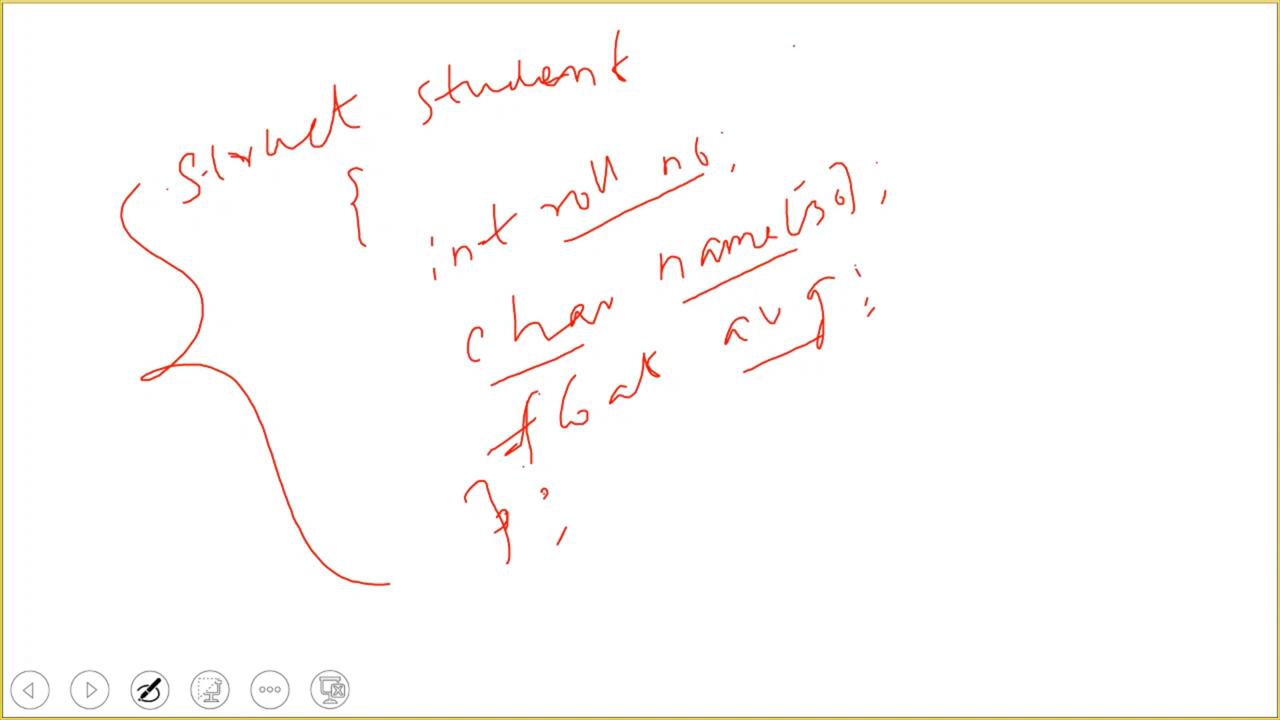 Struct student
{
int roll no;
char name[30];
float avg;
};